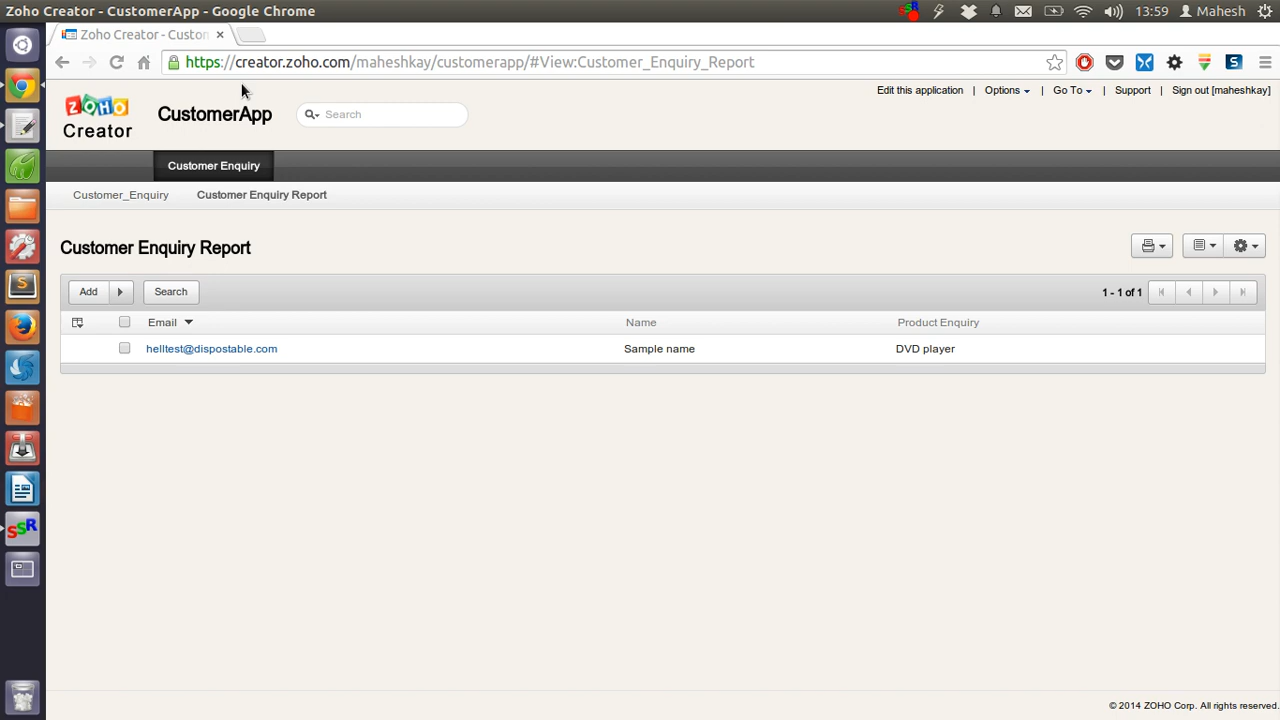 Zoho Creator - CustomerApp - Google Chrome
13:59
Mahesh
Zoho Creator - Custom
https://creator.zoho.com/maheshkay/customerapp/#View:Customer_Enquiry_Report
ZOHO
Creator
CustomerApp
Search
Edit this application | Options | Go To | Support | Sign out [maheshkay]
Customer Enquiry
Customer_Enquiry
Customer Enquiry Report
Customer Enquiry Report
Add
Search
1 - 1 of 1
Email
Name
Product Enquiry
helltest@dispostable.com
Sample name
DVD player
SSR
© 2014 ZOHO Corp. All rights reserved.